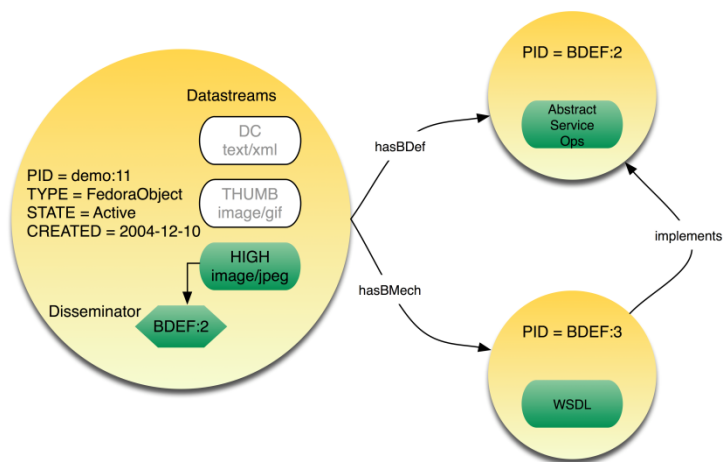 Datastreams
DC
text/xml
PID = demo:11
TYPE = FedoraObject
STATE = Active
CREATED = 2004-12-10
THUMB
image/gif
HIGH
image/jpeg
Disseminator
BDEF:2
hasBDef
hasBMech
PID = BDEF:2
Abstract
Service
Ops
implements
PID = BDEF:3
WSDL